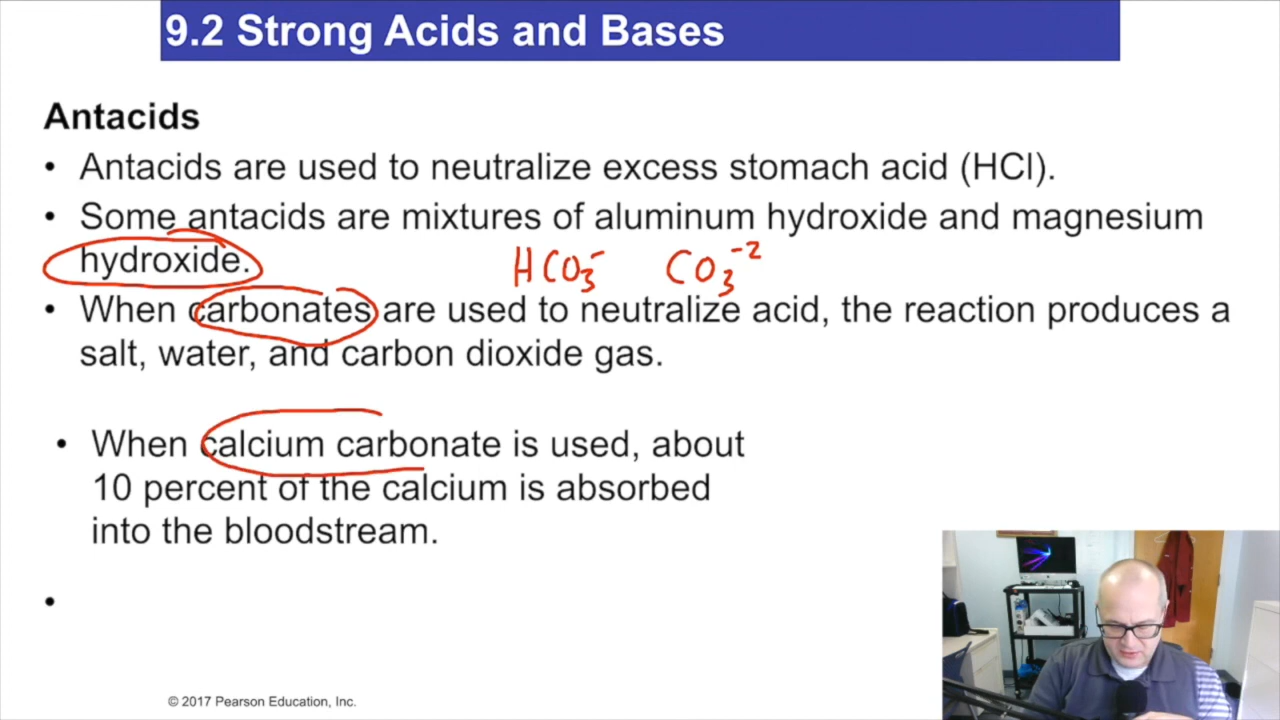 9.2 Strong Acids and Bases
Antacids
• Antacids are used to neutralize excess stomach acid (HCl).
• Some antacids are mixtures of aluminum hydroxide and magnesium
hydroxide.
HCO₃⁻ CO₃⁻²
• When carbonates are used to neutralize acid, the reaction produces a
salt, water, and carbon dioxide gas.
• When calcium carbonate is used, about
10 percent of the calcium is absorbed
into the bloodstream.
•
© 2017 Pearson Education, Inc.